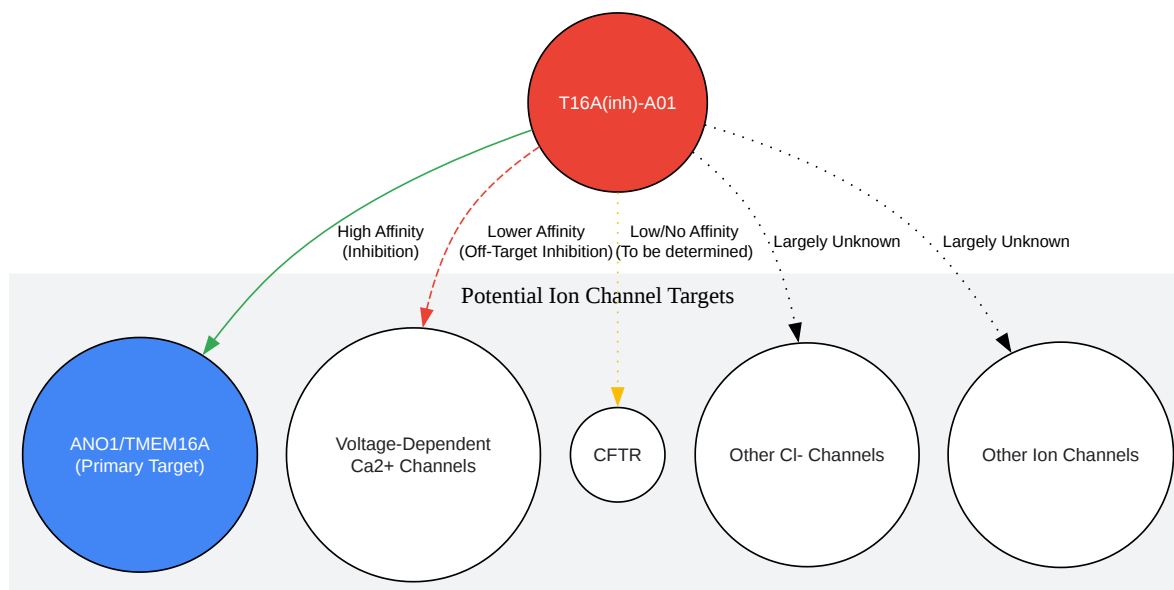 T16A(inh)-A01
High Affinity
(Inhibition)
Lower Affinity
(Off-Target Inhibition)
Low/No Affinity
(To be determined)
Largely Unknown
Largely Unknown
Potential Ion Channel Targets
ANO1/TMEM16A
(Primary Target)
Voltage-Dependent
Ca2+ Channels
CFTR
Other Cl- Channels
Other Ion Channels